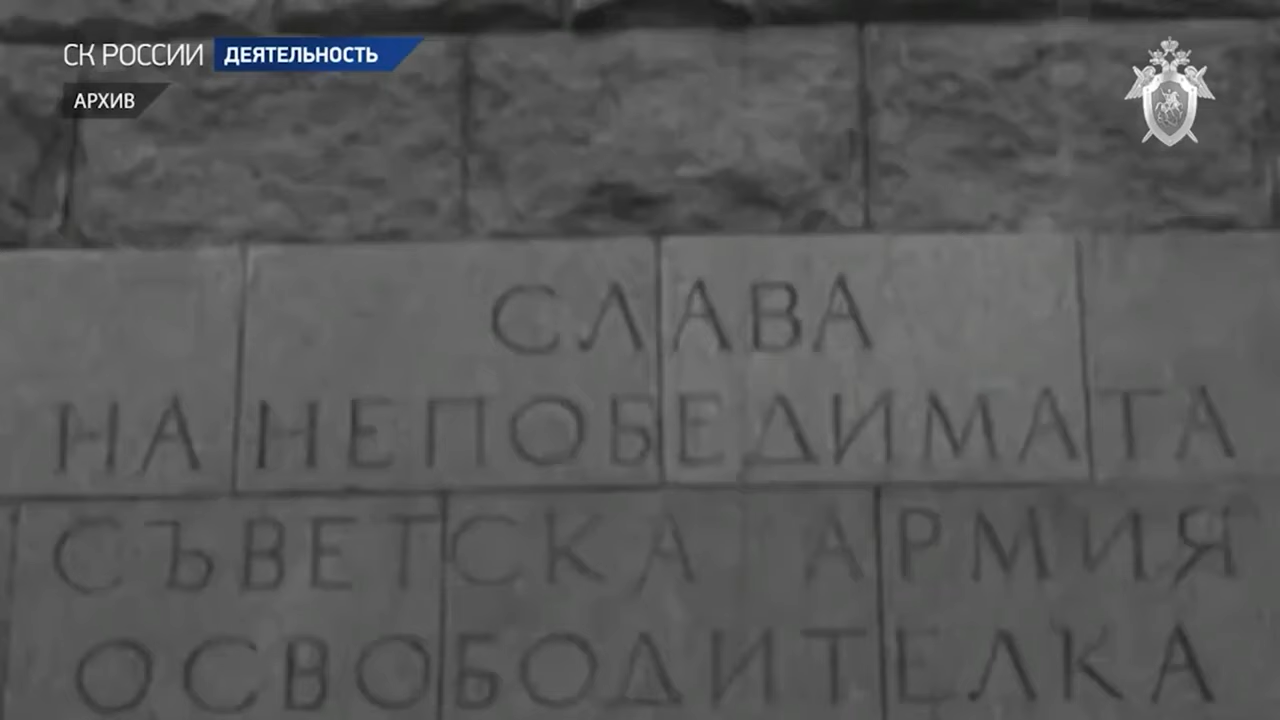 СК РОССИИ ДЕЯТЕЛЬНОСТЬ
АРХИВ
СЛАВА
НА НЕПОБЕДИМАТА
СЪВЕТСКА АРМИЯ
ОСВОБОДИТЕЛКА